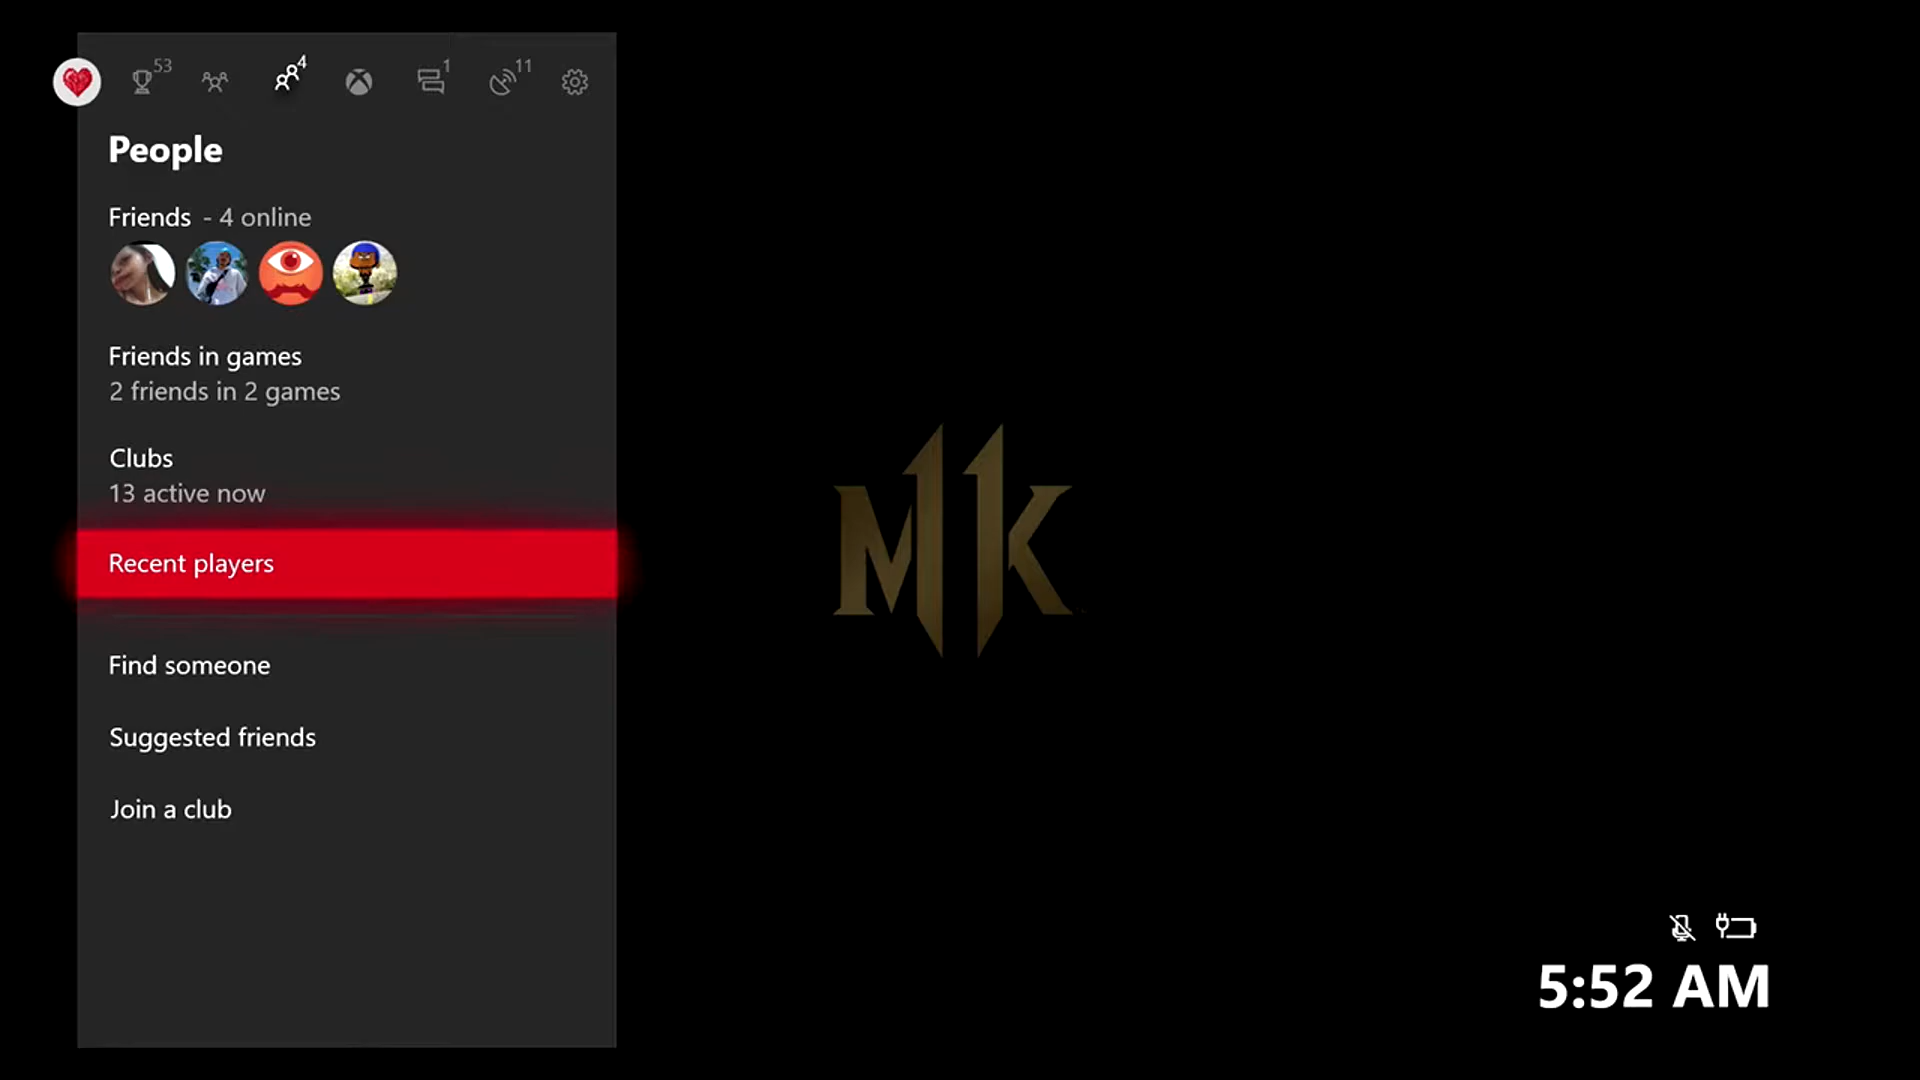 53
4
1
11
People
Friends - 4 online
Friends in games
2 friends in 2 games
Clubs
13 active now
Recent players
Find someone
Suggested friends
Join a club
MK11
5:52 AM